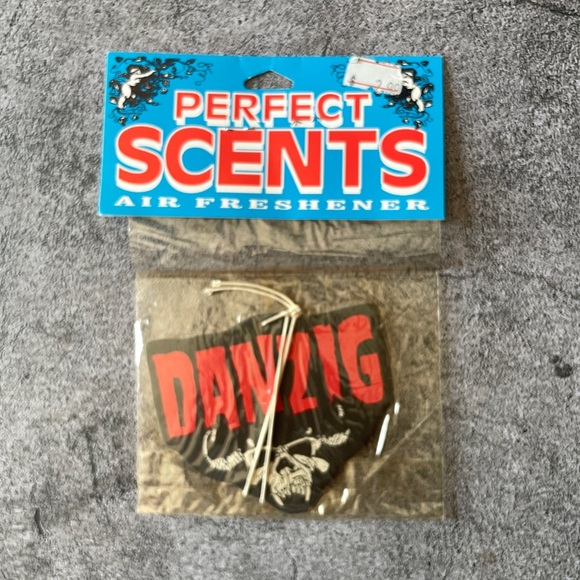 PERFECT
SCENTS
AIR FRESHENER
DANZIG